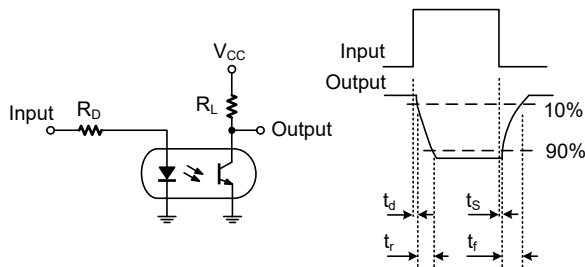 V_CC
Input
R_D
R_L
Output
Input
Output
10%
90%
t_d
t_S
t_r
t_f